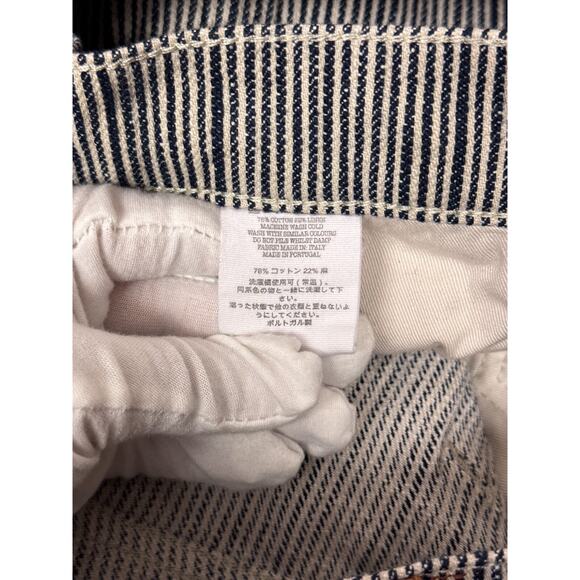 78% COTTON 22% LINEN
MACHINE WASH COLD
WASH WITH SIMILAR COLOURS
DO NOT PILE WHILST DAMP
FABRIC MADE IN: ITALY
MADE IN PORTUGAL
78% コットン 22% 麻
洗濯機使用可(常温)。
同系色の物と一緒に洗濯して下
さい。
湿った状態で他の衣類と重ねないよ
うにしてください。
ポルトガル製